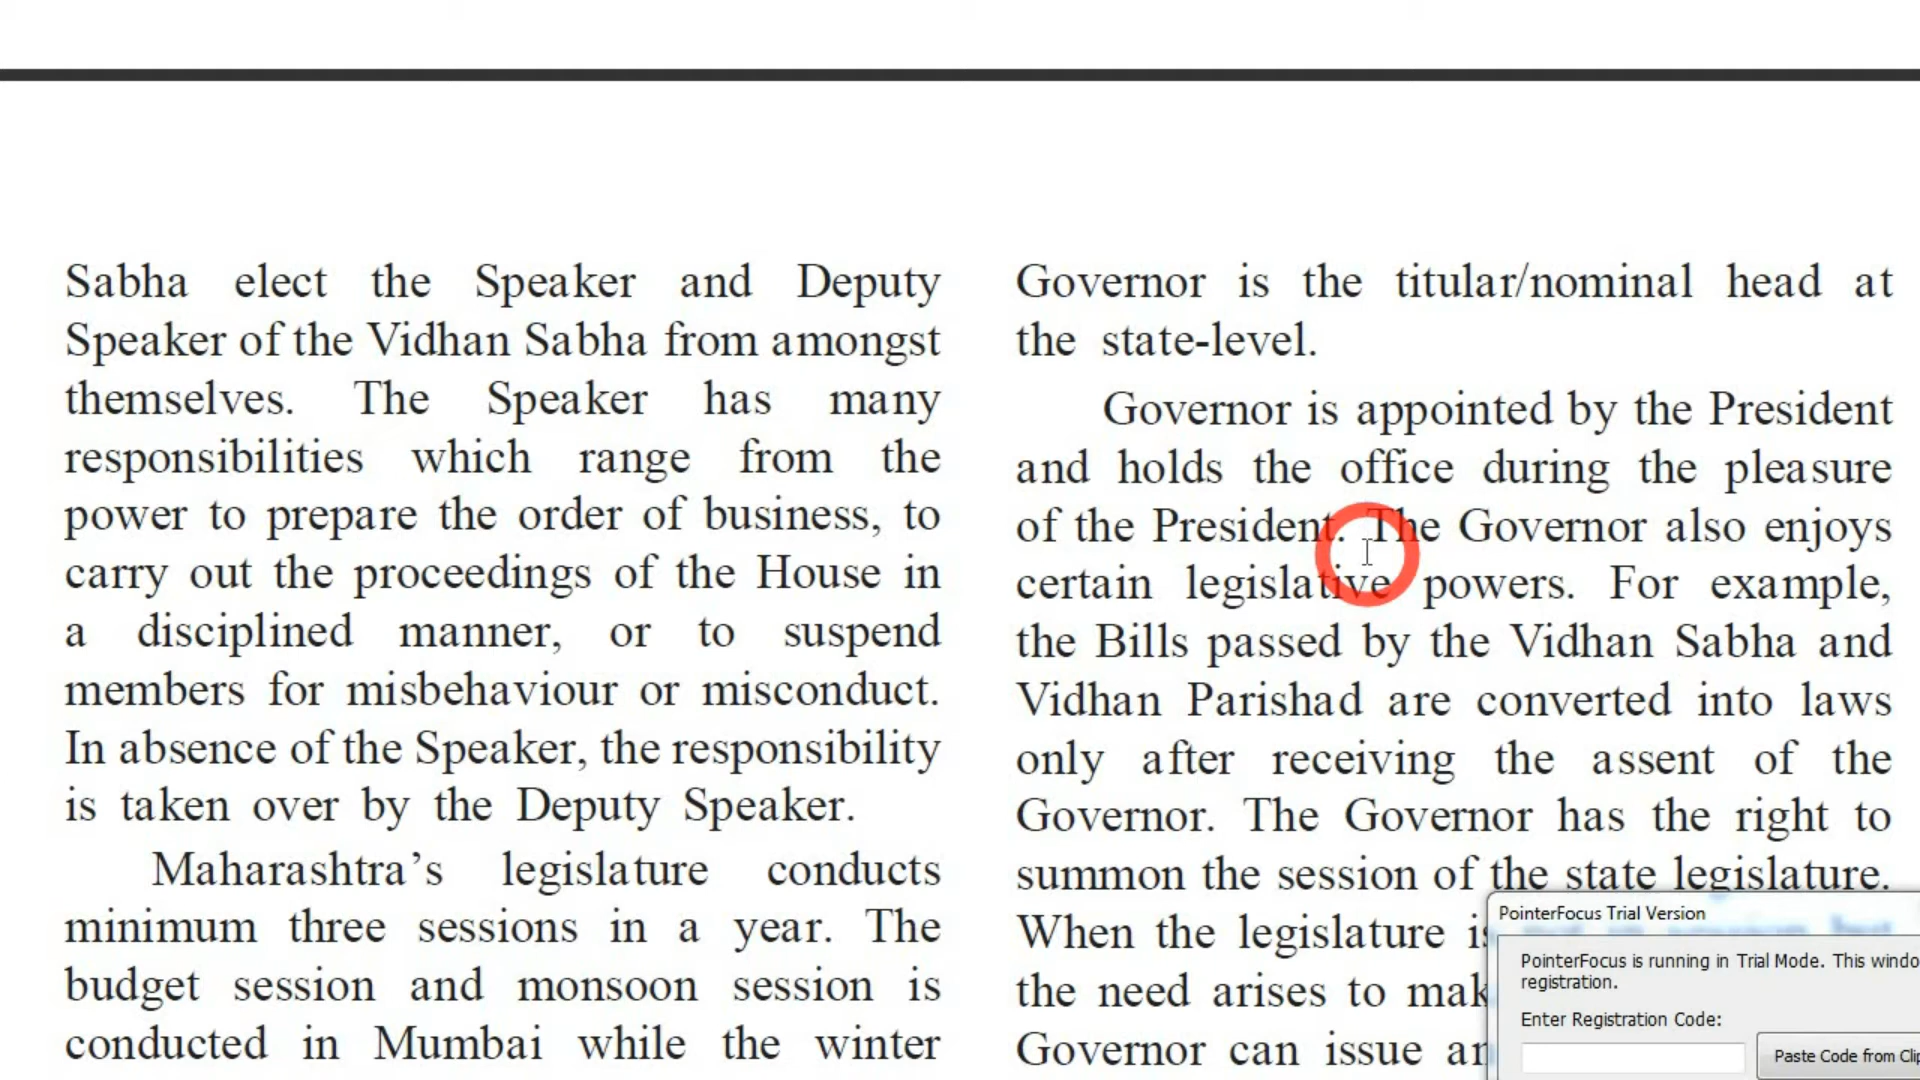 Sabha elect the Speaker and Deputy
Speaker of the Vidhan Sabha from amongst
themselves. The Speaker has many
responsibilities which range from the
power to prepare the order of business, to
carry out the proceedings of the House in
a disciplined manner, or to suspend
members for misbehaviour or misconduct.
In absence of the Speaker, the responsibility
is taken over by the Deputy Speaker.
Maharashtra’s legislature conducts
minimum three sessions in a year. The
budget session and monsoon session is
conducted in Mumbai while the winter
Governor is the titular/nominal head at
the state-level.
Governor is appointed by the President
and holds the office during the pleasure
of the President. The Governor also enjoys
certain legislative powers. For example,
the Bills passed by the Vidhan Sabha and
Vidhan Parishad are converted into laws
only after receiving the assent of the
Governor. The Governor has the right to
summon the session of the state legislature.
When the legislature
the need arises to
Governor can issue
PointerFocus Trial Version
PointerFocus is running in Trial Mode. This
registration.
Enter Registration Code:
Paste Code from